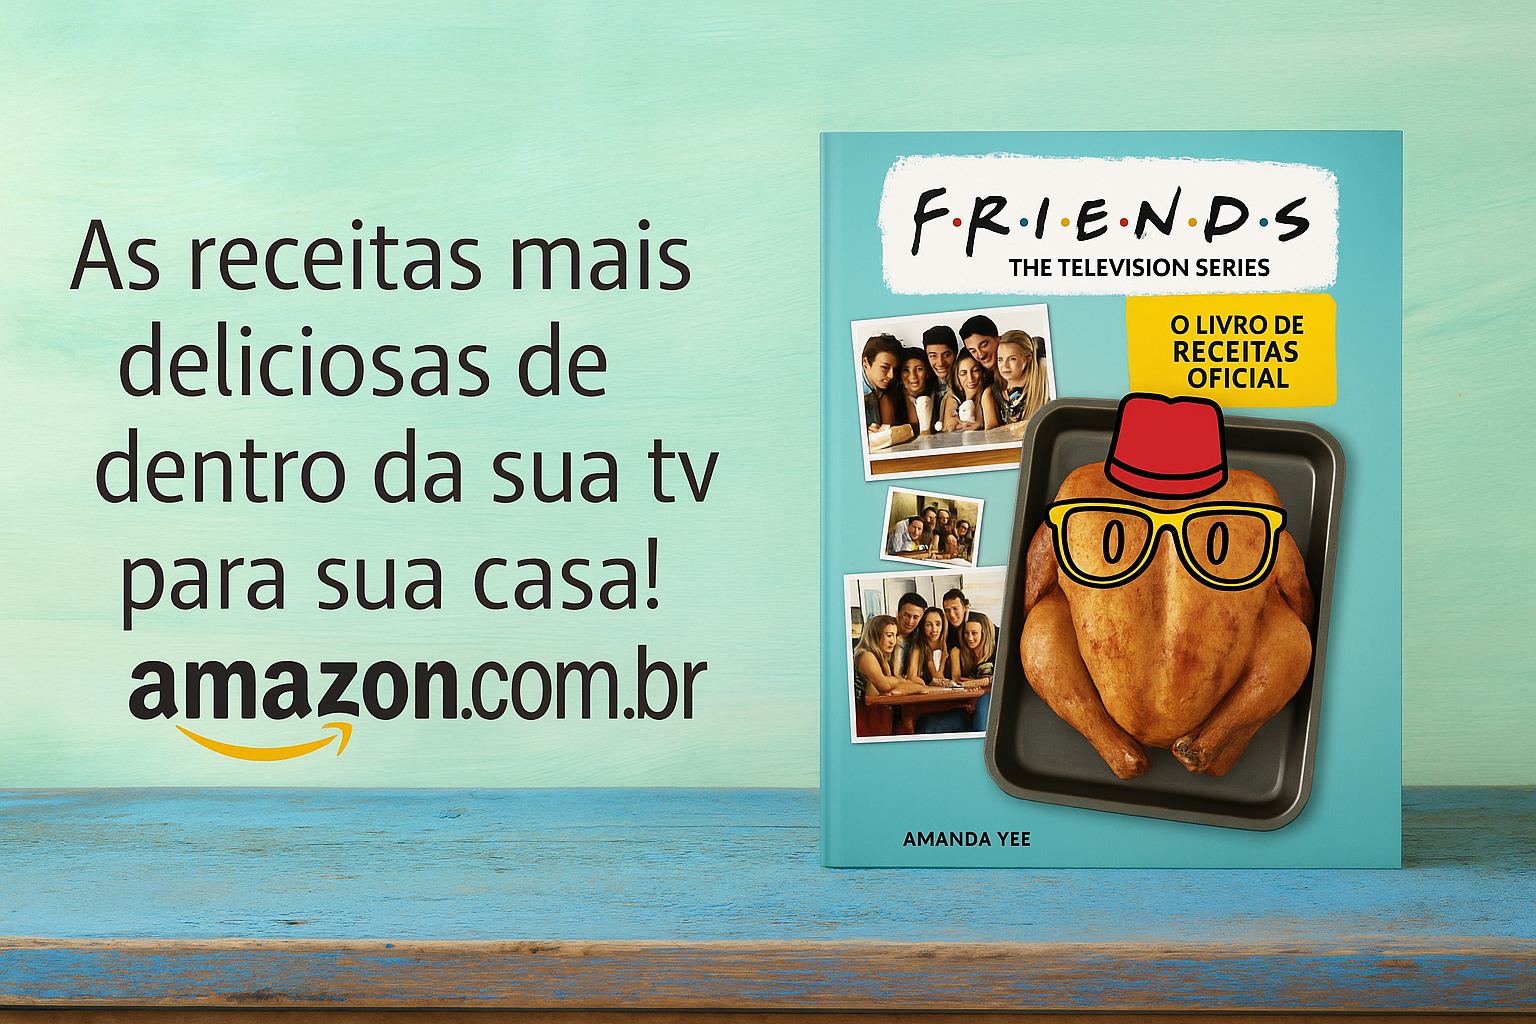 As receitas mais
deliciosas de
dentro da sua tv
para sua casa!
amazon.com.br
F·R·I·E·N·D·S
THE TELEVISION SERIES
O LIVRO DE
RECEITAS
OFICIAL
AMANDA YEE